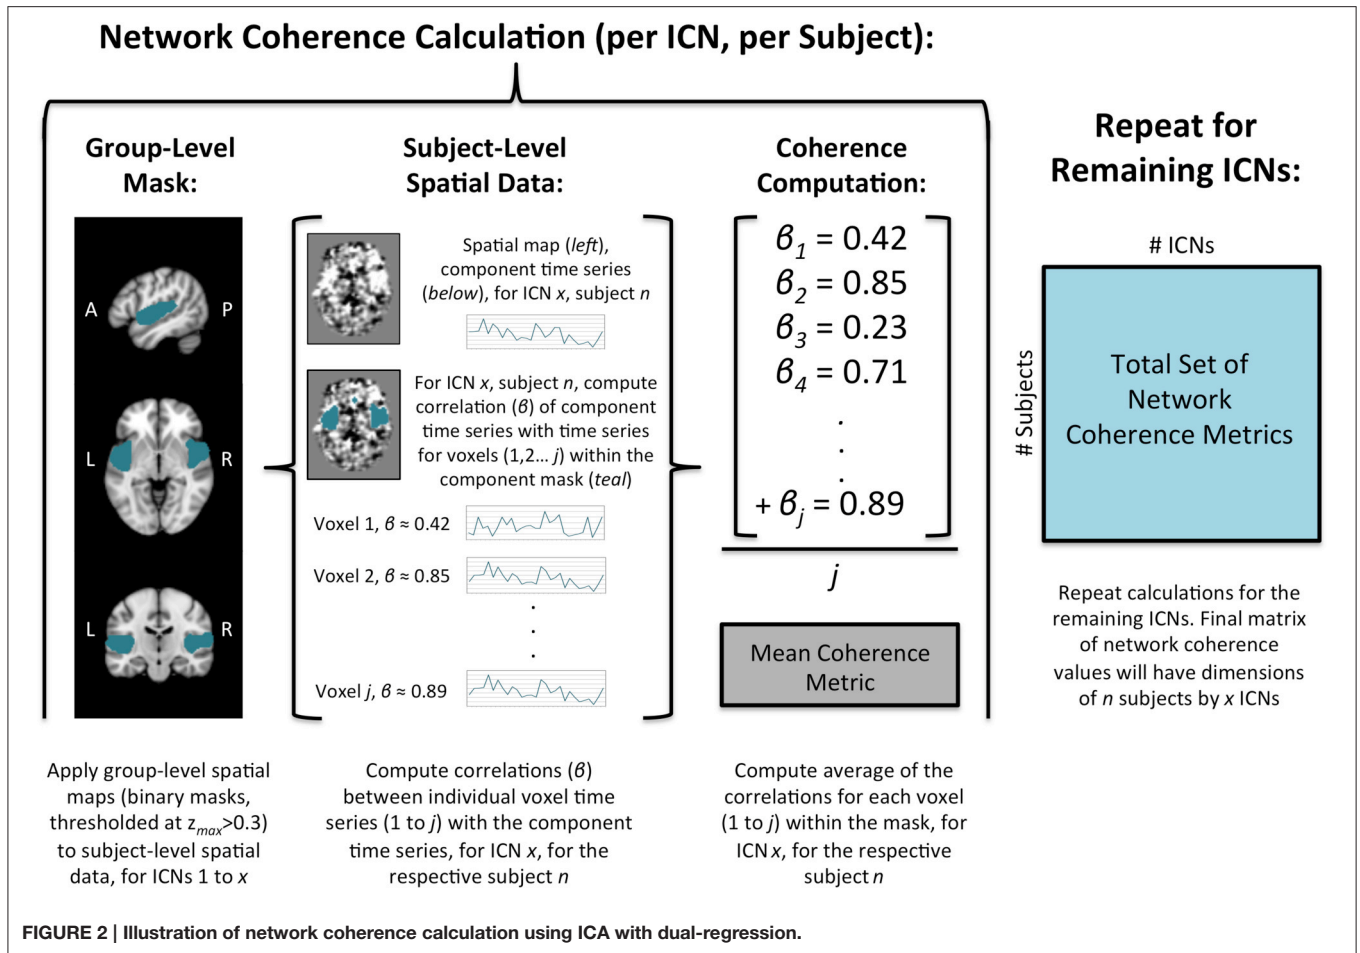 Network Coherence Calculation (per ICN, per Subject):
Group-Level
Mask:
A
P
L
R
L
R
Apply group-level spatial
maps (binary masks,
thresholded at zmax>0.3)
to subject-level spatial
data, for ICNs 1 to x
Subject-Level
Spatial Data:
Spatial map (left),
component time series
(below), for ICN x, subject n
For ICN x, subject n, compute
correlation (β) of component
time series with time series
for voxels (1,2... j) within the
component mask (teal)
Voxel 1, β ≈ 0.42
Voxel 2, β ≈ 0.85
.
.
.
Voxel j, β ≈ 0.89
Compute correlations (β)
between individual voxel time
series (1 to j) with the component
time series, for ICN x, for the
respective subject n
Coherence
Computation:
β1 = 0.42
β2 = 0.85
β3 = 0.23
β4 = 0.71
.
.
.
+ βj = 0.89
j
Mean Coherence
Metric
Compute average of the
correlations for each voxel
(1 to j) within the mask, for
ICN x, for the respective
subject n
Repeat for
Remaining ICNs:
# ICNs
# Subjects
Total Set of
Network
Coherence Metrics
Repeat calculations for the
remaining ICNs. Final matrix
of network coherence
values will have dimensions
of n subjects by x ICNs
FIGURE 2 | Illustration of network coherence calculation using ICA with dual-regression.